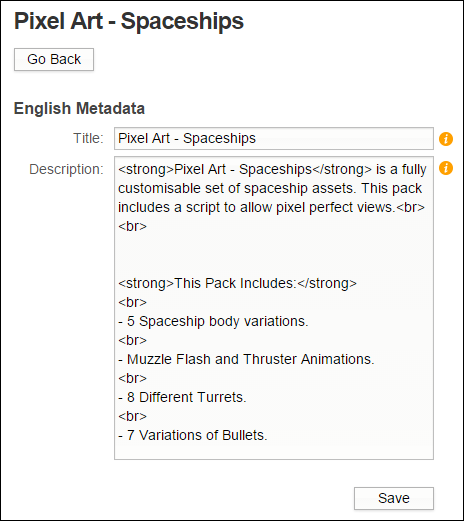 Pixel Art - Spaceships
Go Back
English Metadata
Title: Pixel Art - Spaceships
Description: <strong>Pixel Art - Spaceships</strong> is a fully
customisable set of spaceship assets. This pack
includes a script to allow pixel perfect views.<br>
<br>
<strong>This Pack Includes:</strong>
<br>
- 5 Spaceship body variations.
<br>
- Muzzle Flash and Thruster Animations.
<br>
- 8 Different Turrets.
<br>
- 7 Variations of Bullets.
Save